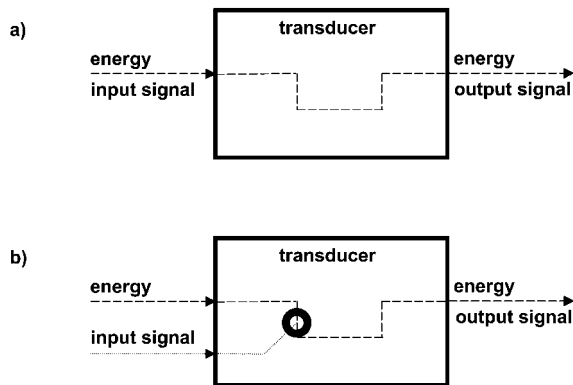 a)
transducer
energy
input signal
energy
output signal
b)
transducer
energy
input signal
energy
output signal